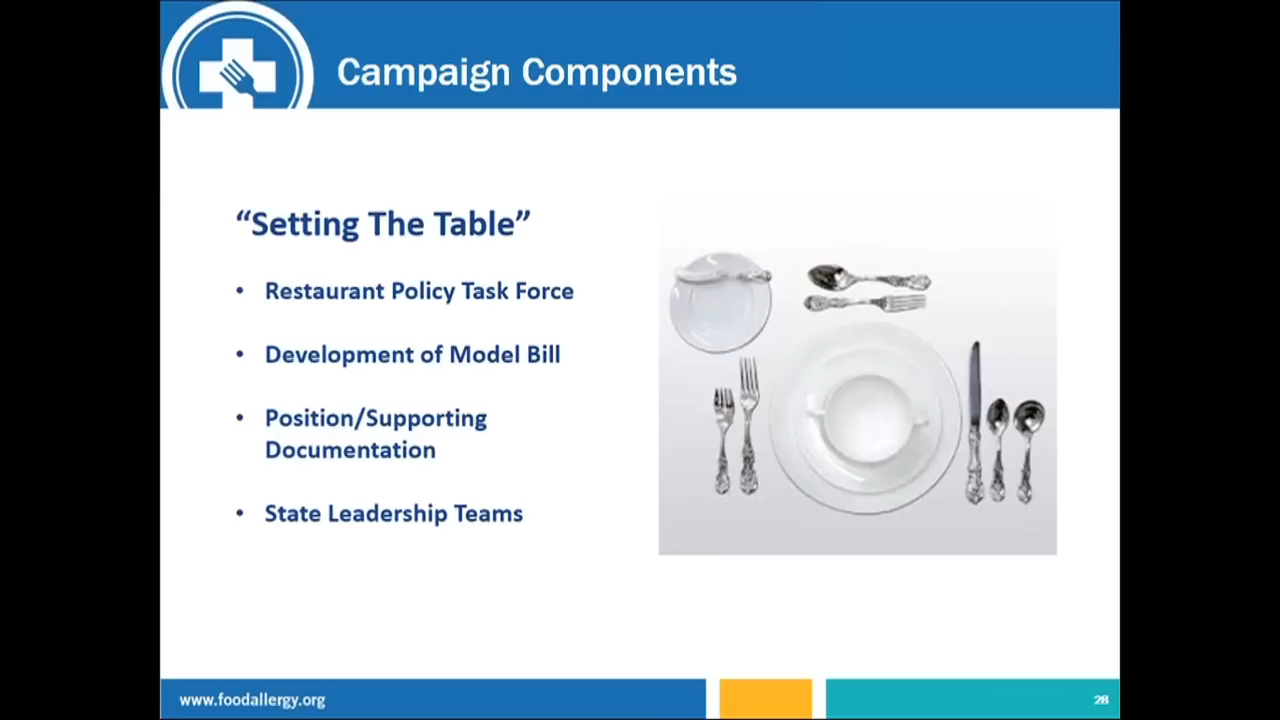 Campaign Components
“Setting The Table”
• Restaurant Policy Task Force
• Development of Model Bill
• Position/Supporting
Documentation
• State Leadership Teams
www.foodallergy.org
28